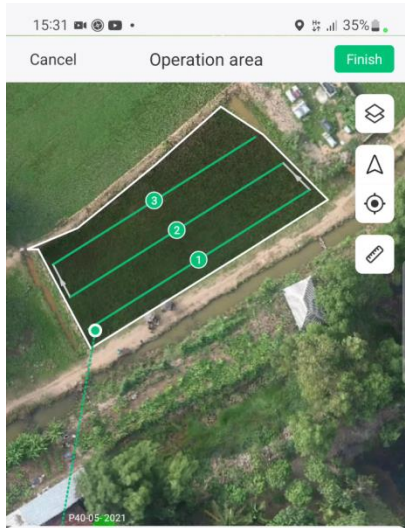 15:31
H+ 35%
Cancel Operation area Finish
3
2
1
P40-05-2021